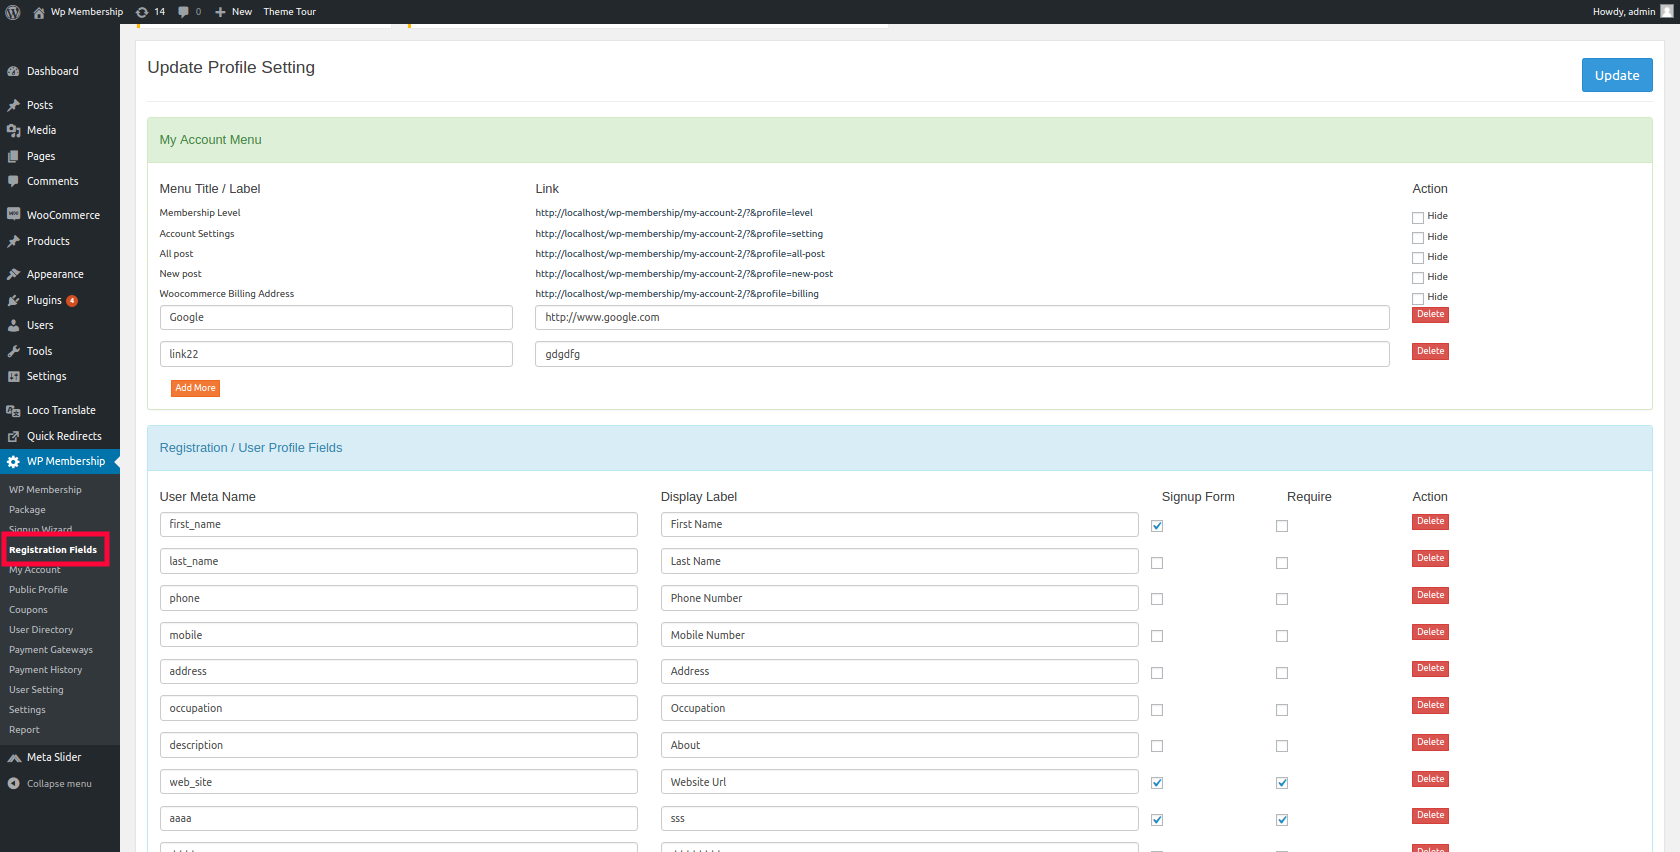 Wp Membership 14 0 New Theme Tour Howdy, admin
Dashboard
Posts
Media
Pages
Comments
WooCommerce
Products
Appearance
Plugins 4
Users
Tools
Settings
Loco Translate
Quick Redirects
WP Membership
WP Membership
Package
Signup Wizard
Registration Fields
My Account
Public Profile
Coupons
User Directory
Payment Gateways
Payment History
User Setting
Settings
Report
Meta Slider
Collapse menu
Update Profile Setting
Update
My Account Menu
Menu Title / Label Link Action
Membership Level http://localhost/wp-membership/my-account-2/?&profile=level Hide
Account Settings http://localhost/wp-membership/my-account-2/?&profile=setting Hide
All post http://localhost/wp-membership/my-account-2/?&profile=all-post Hide
New post http://localhost/wp-membership/my-account-2/?&profile=new-post Hide
Woocommerce Billing Address http://localhost/wp-membership/my-account-2/?&profile=billing Hide
Google http://www.google.com Delete
link22 gdgdfg Delete
Add More
Registration / User Profile Fields
User Meta Name Display Label Signup Form Require Action
first_name First Name Delete
last_name Last Name Delete
phone Phone Number Delete
mobile Mobile Number Delete
address Address Delete
occupation Occupation Delete
description About Delete
web_site Website Url Delete
aaaa sss Delete
Delete